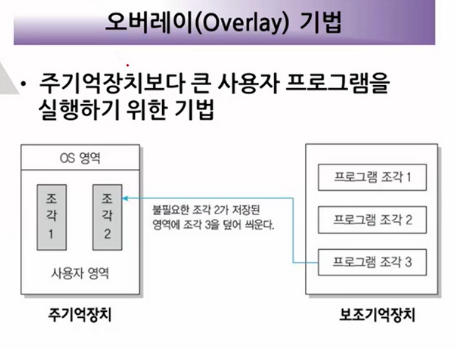 오버레이(Overlay) 기법
• 주기억장치보다 큰 사용자 프로그램을
실행하기 위한 기법
OS 영역
조각1
조각2
사용자 영역
주기억장치
불필요한 조각 2가 저장된
영역에 조각 3을 덮어 씌운다.
프로그램 조각 1
프로그램 조각 2
프로그램 조각 3
보조기억장치